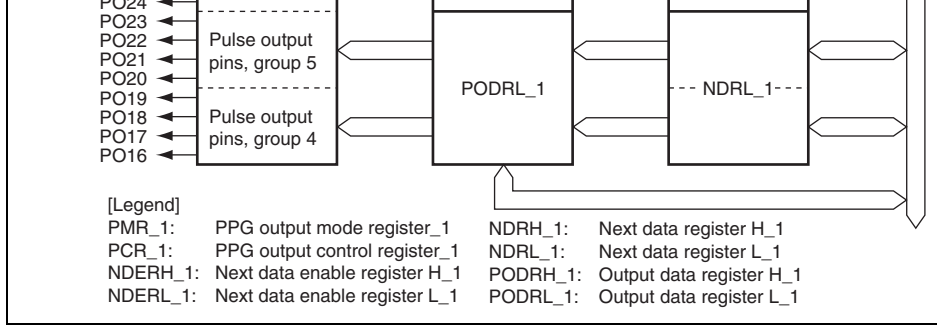 PO24
PO23
PO22
PO21
PO20
PO19
PO18
PO17
PO16
Pulse output
pins, group 5
Pulse output
pins, group 4
PODRL_1
NDRL_1
[Legend]
PMR_1: PPG output mode register_1
PCR_1: PPG output control register_1
NDERH_1: Next data enable register H_1
NDERL_1: Next data enable register L_1
NDRH_1: Next data register H_1
NDRL_1: Next data register L_1
PODRH_1: Output data register H_1
PODRL_1: Output data register L_1